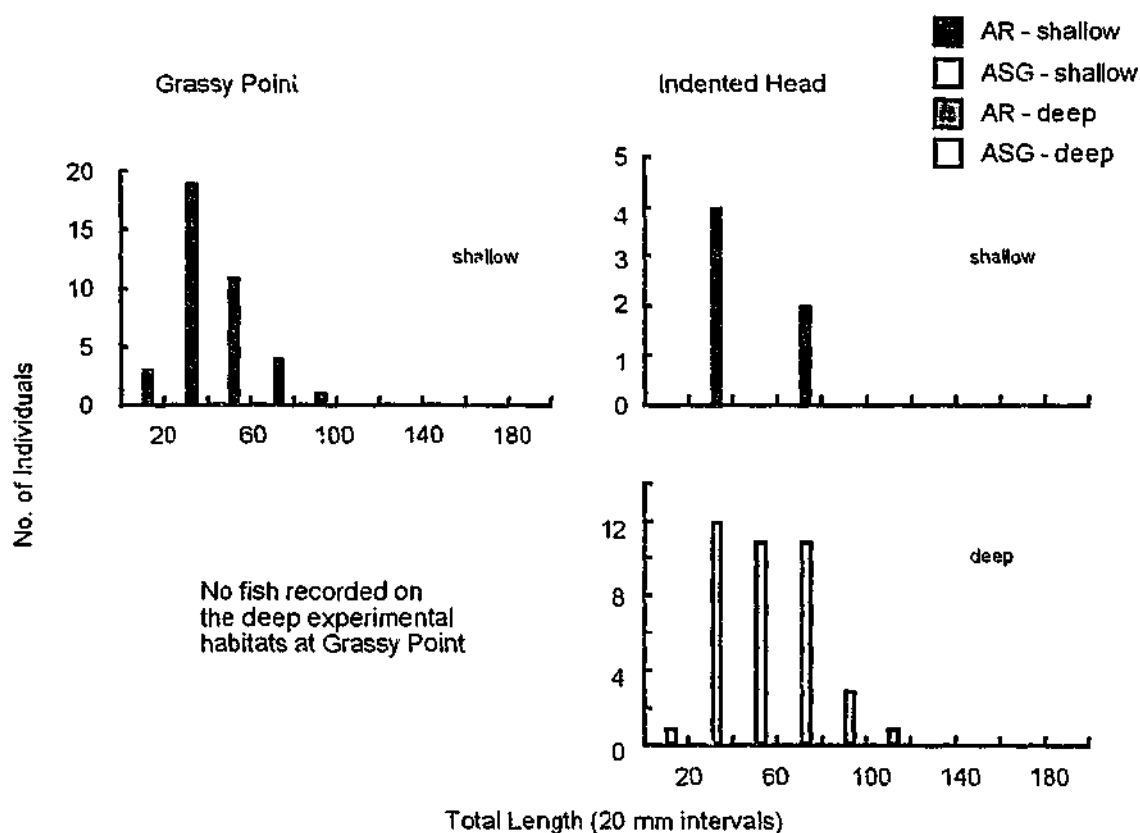 AR - shallow
ASG - shallow
AR - deep
ASG - deep
Grassy Point
Indented Head
No. of Individuals
20
15
10
5
0
shallow
20 60 100 140 180
5
4
3
2
1
0
shallow
No fish recorded on
the deep experimental
habitats at Grassy Point
12
8
4
0
deep
20 60 100 140 180
Total Length (20 mm intervals)